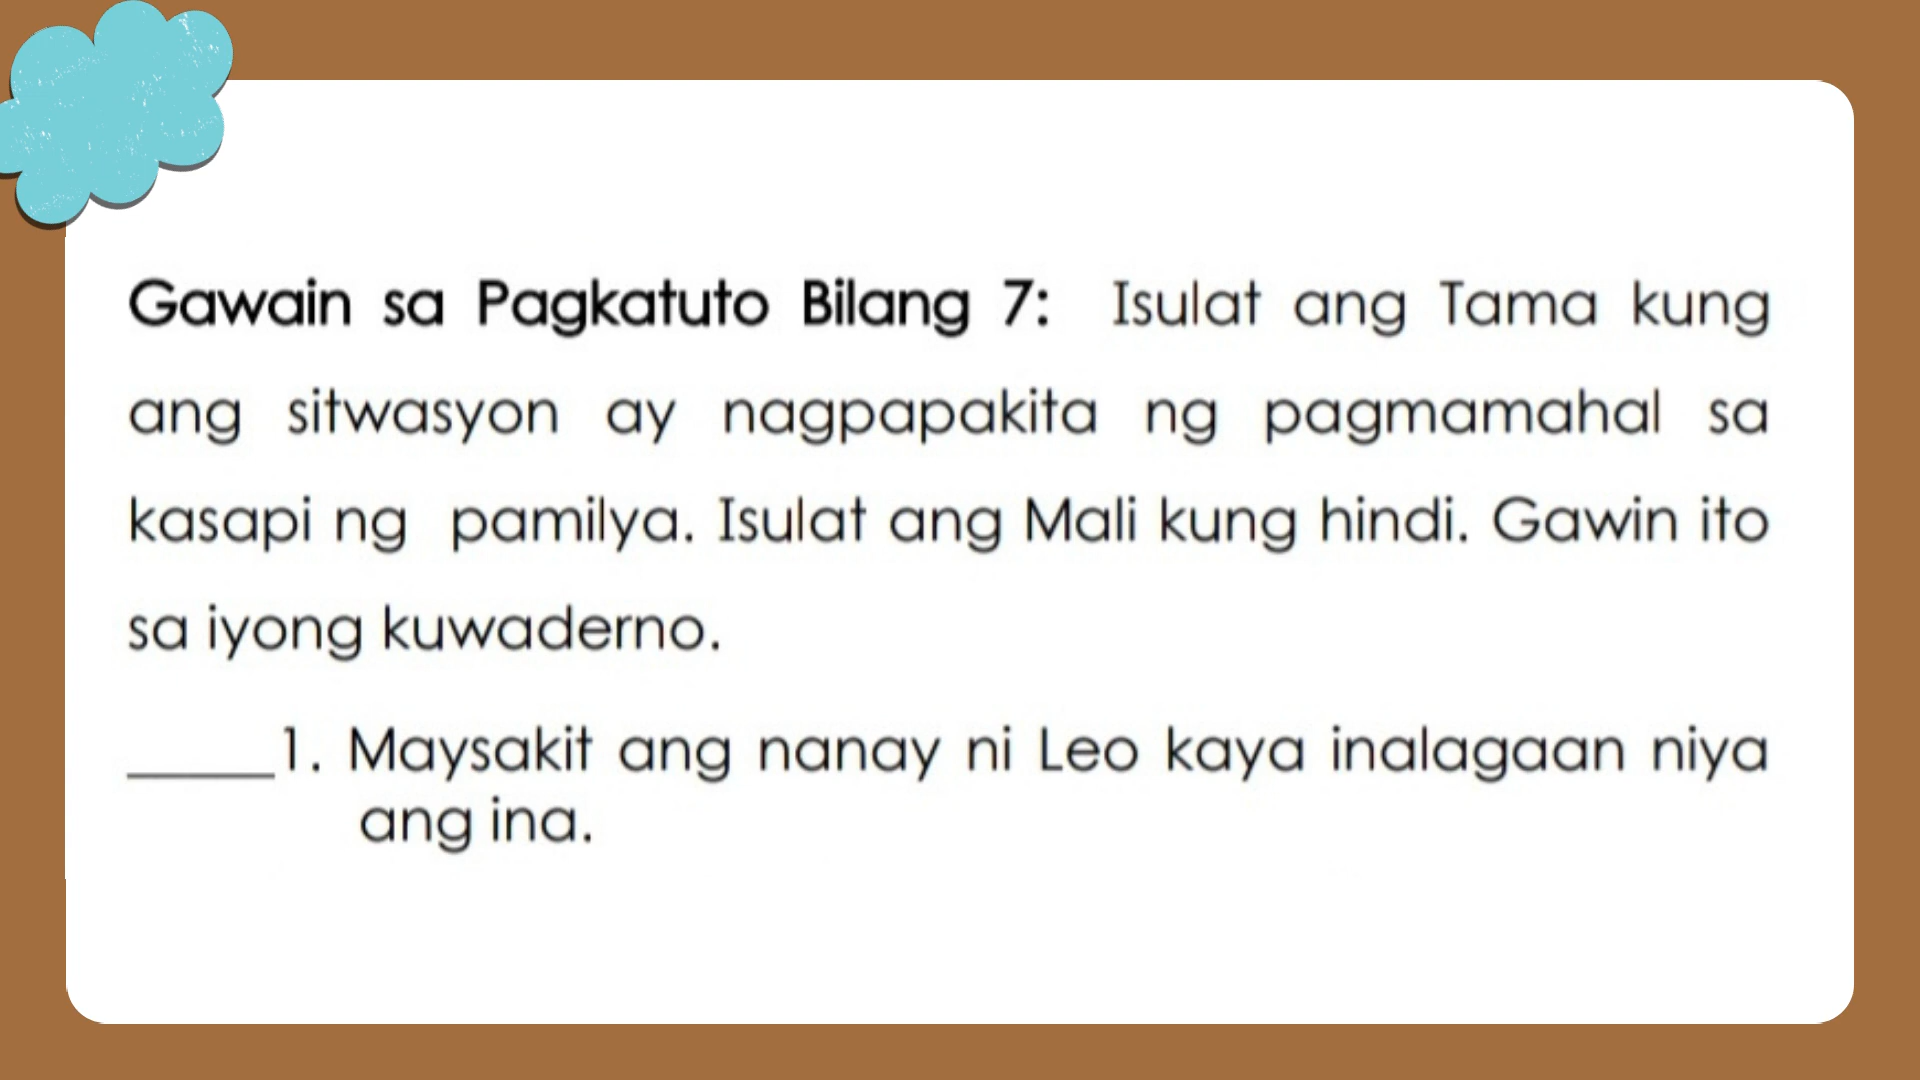 Gawain sa Pagkatuto Bilang 7: Isulat ang Tama kung
ang sitwasyon ay nagpapakita ng pagmamahal sa
kasapi ng pamilya. Isulat ang Mali kung hindi. Gawin ito
sa iyong kuwaderno.
_____1. Maysakit ang nanay ni Leo kaya inalagaan niya
ang ina.